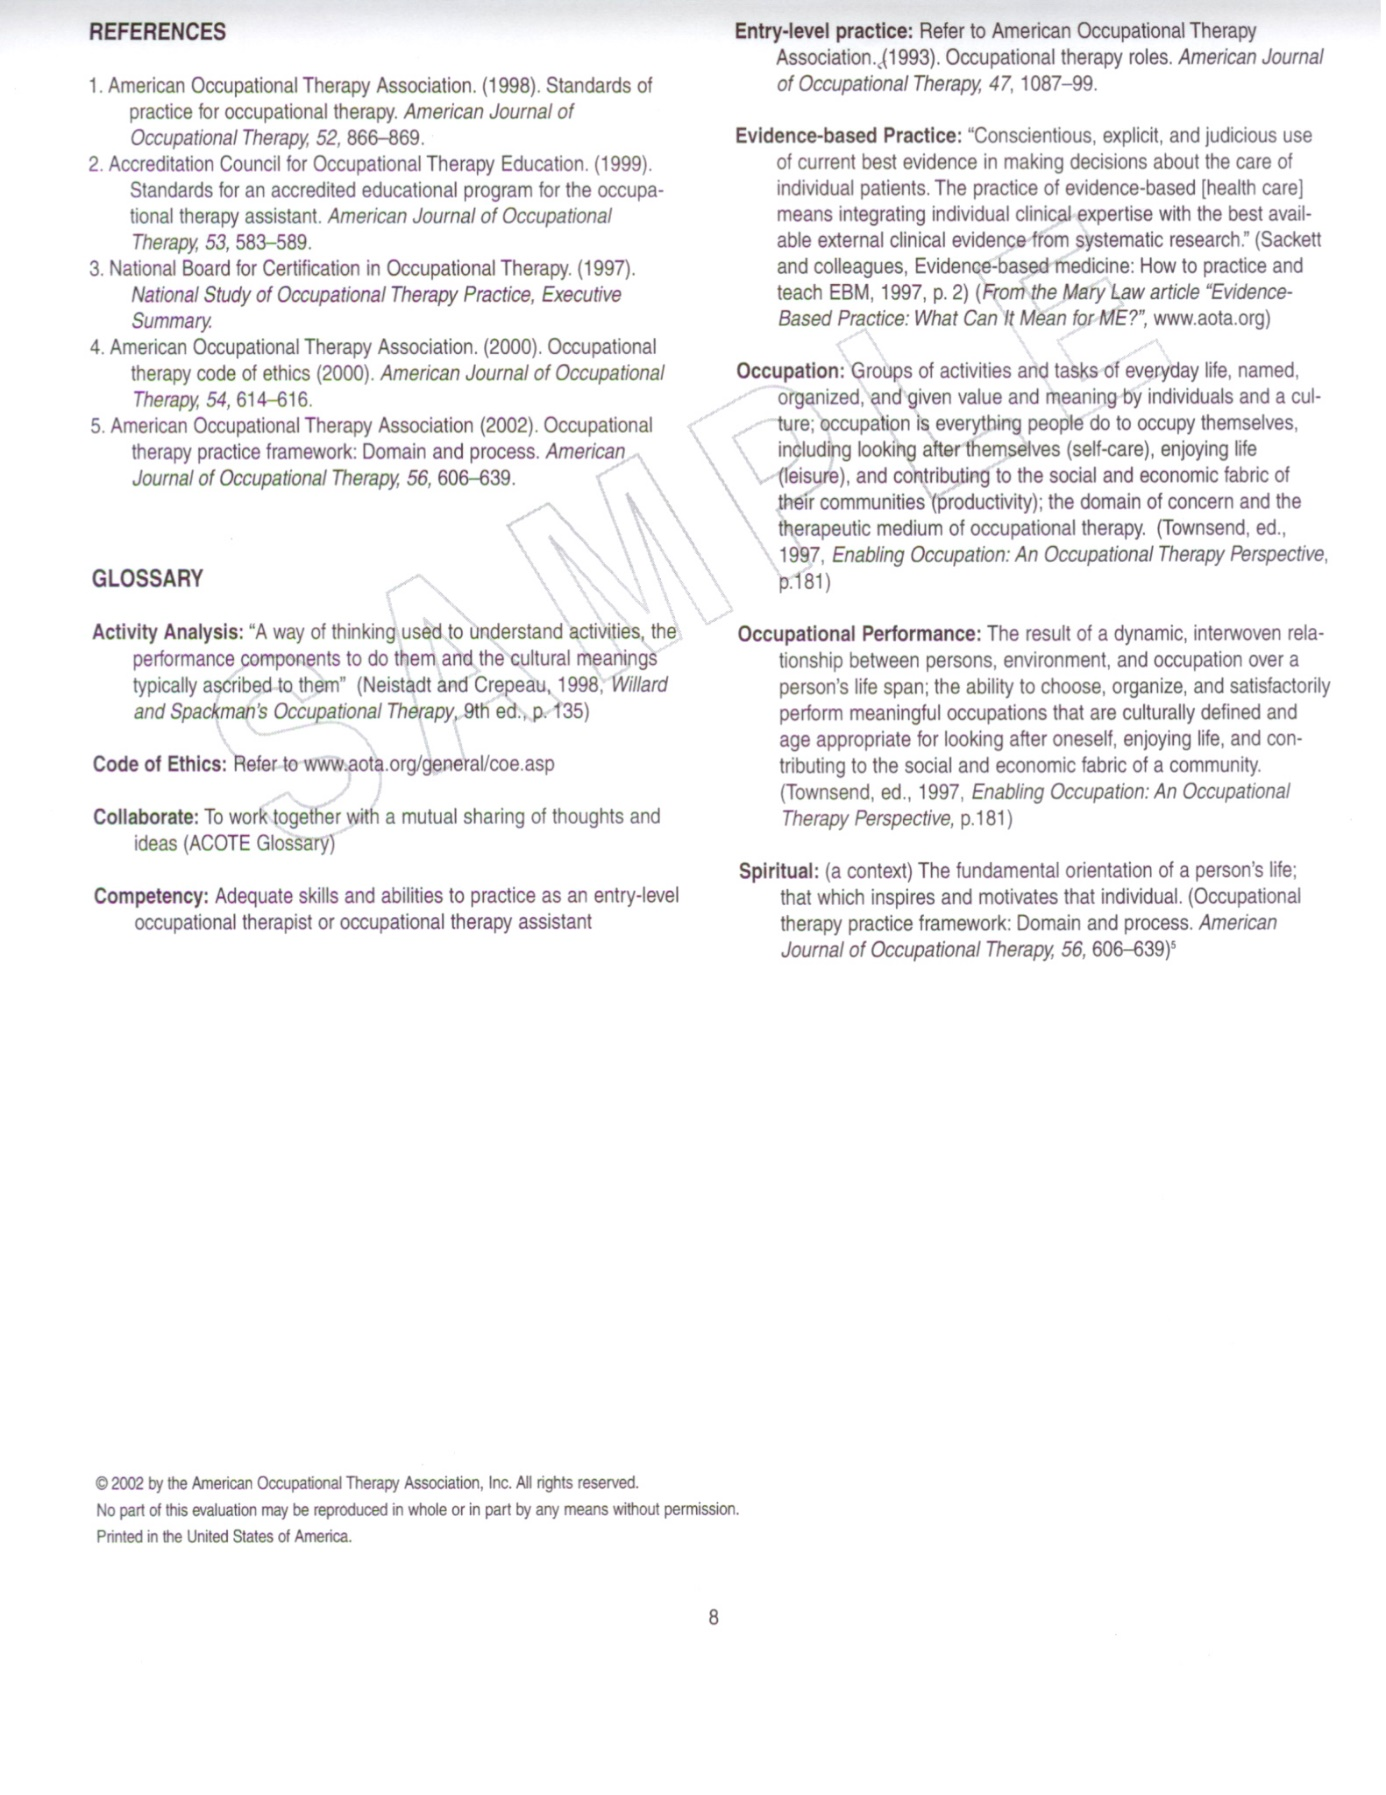 REFERENCES
1. American Occupational Therapy Association. (1998). Standards of
practice for occupational therapy. American Journal of
Occupational Therapy, 52, 866–869.
2. Accreditation Council for Occupational Therapy Education. (1999).
Standards for an accredited educational program for the occupa-
tional therapy assistant. American Journal of Occupational
Therapy, 53, 583–589.
3. National Board for Certification in Occupational Therapy. (1997).
National Study of Occupational Therapy Practice, Executive
Summary.
4. American Occupational Therapy Association. (2000). Occupational
therapy code of ethics (2000). American Journal of Occupational
Therapy, 54, 614–616.
5. American Occupational Therapy Association (2002). Occupational
therapy practice framework: Domain and process. American
Journal of Occupational Therapy, 56, 606–639.
GLOSSARY
Activity Analysis: “A way of thinking used to understand activities, the
performance components to do them and the cultural meanings
typically ascribed to them” (Neistadt and Crepeau, 1998, Willard
and Spackman's Occupational Therapy, 9th ed., p. 135)
Code of Ethics: Refer to www.aota.org/general/coe.asp
Collaborate: To work together with a mutual sharing of thoughts and
ideas (ACOTE Glossary)
Competency: Adequate skills and abilities to practice as an entry-level
occupational therapist or occupational therapy assistant
Entry-level practice: Refer to American Occupational Therapy
Association. (1993). Occupational therapy roles. American Journal
of Occupational Therapy, 47, 1087–99.
Evidence-based Practice: “Conscientious, explicit, and judicious use
of current best evidence in making decisions about the care of
individual patients. The practice of evidence-based [health care]
means integrating individual clinical expertise with the best avail-
able external clinical evidence from systematic research.” (Sackett
and colleagues, Evidence-based medicine: How to practice and
teach EBM, 1997, p. 2) (From the Mary Law article “Evidence-
Based Practice: What Can It Mean for ME?”, www.aota.org)
Occupation: Groups of activities and tasks of everyday life, named,
organized, and given value and meaning by individuals and a cul-
ture; occupation is everything people do to occupy themselves,
including looking after themselves (self-care), enjoying life
(leisure), and contributing to the social and economic fabric of
their communities (productivity); the domain of concern and the
therapeutic medium of occupational therapy. (Townsend, ed.,
1997, Enabling Occupation: An Occupational Therapy Perspective,
p.181)
Occupational Performance: The result of a dynamic, interwoven rela-
tionship between persons, environment, and occupation over a
person's life span; the ability to choose, organize, and satisfactorily
perform meaningful occupations that are culturally defined and
age appropriate for looking after oneself, enjoying life, and con-
tributing to the social and economic fabric of a community.
(Townsend, ed., 1997, Enabling Occupation: An Occupational
Therapy Perspective, p.181)
Spiritual: (a context) The fundamental orientation of a person's life;
that which inspires and motivates that individual. (Occupational
therapy practice framework: Domain and process. American
Journal of Occupational Therapy, 56, 606–639)⁵
SAMPLE
© 2002 by the American Occupational Therapy Association, Inc. All rights reserved.
No part of this evaluation may be reproduced in whole or in part by any means without permission.
Printed in the United States of America.
8